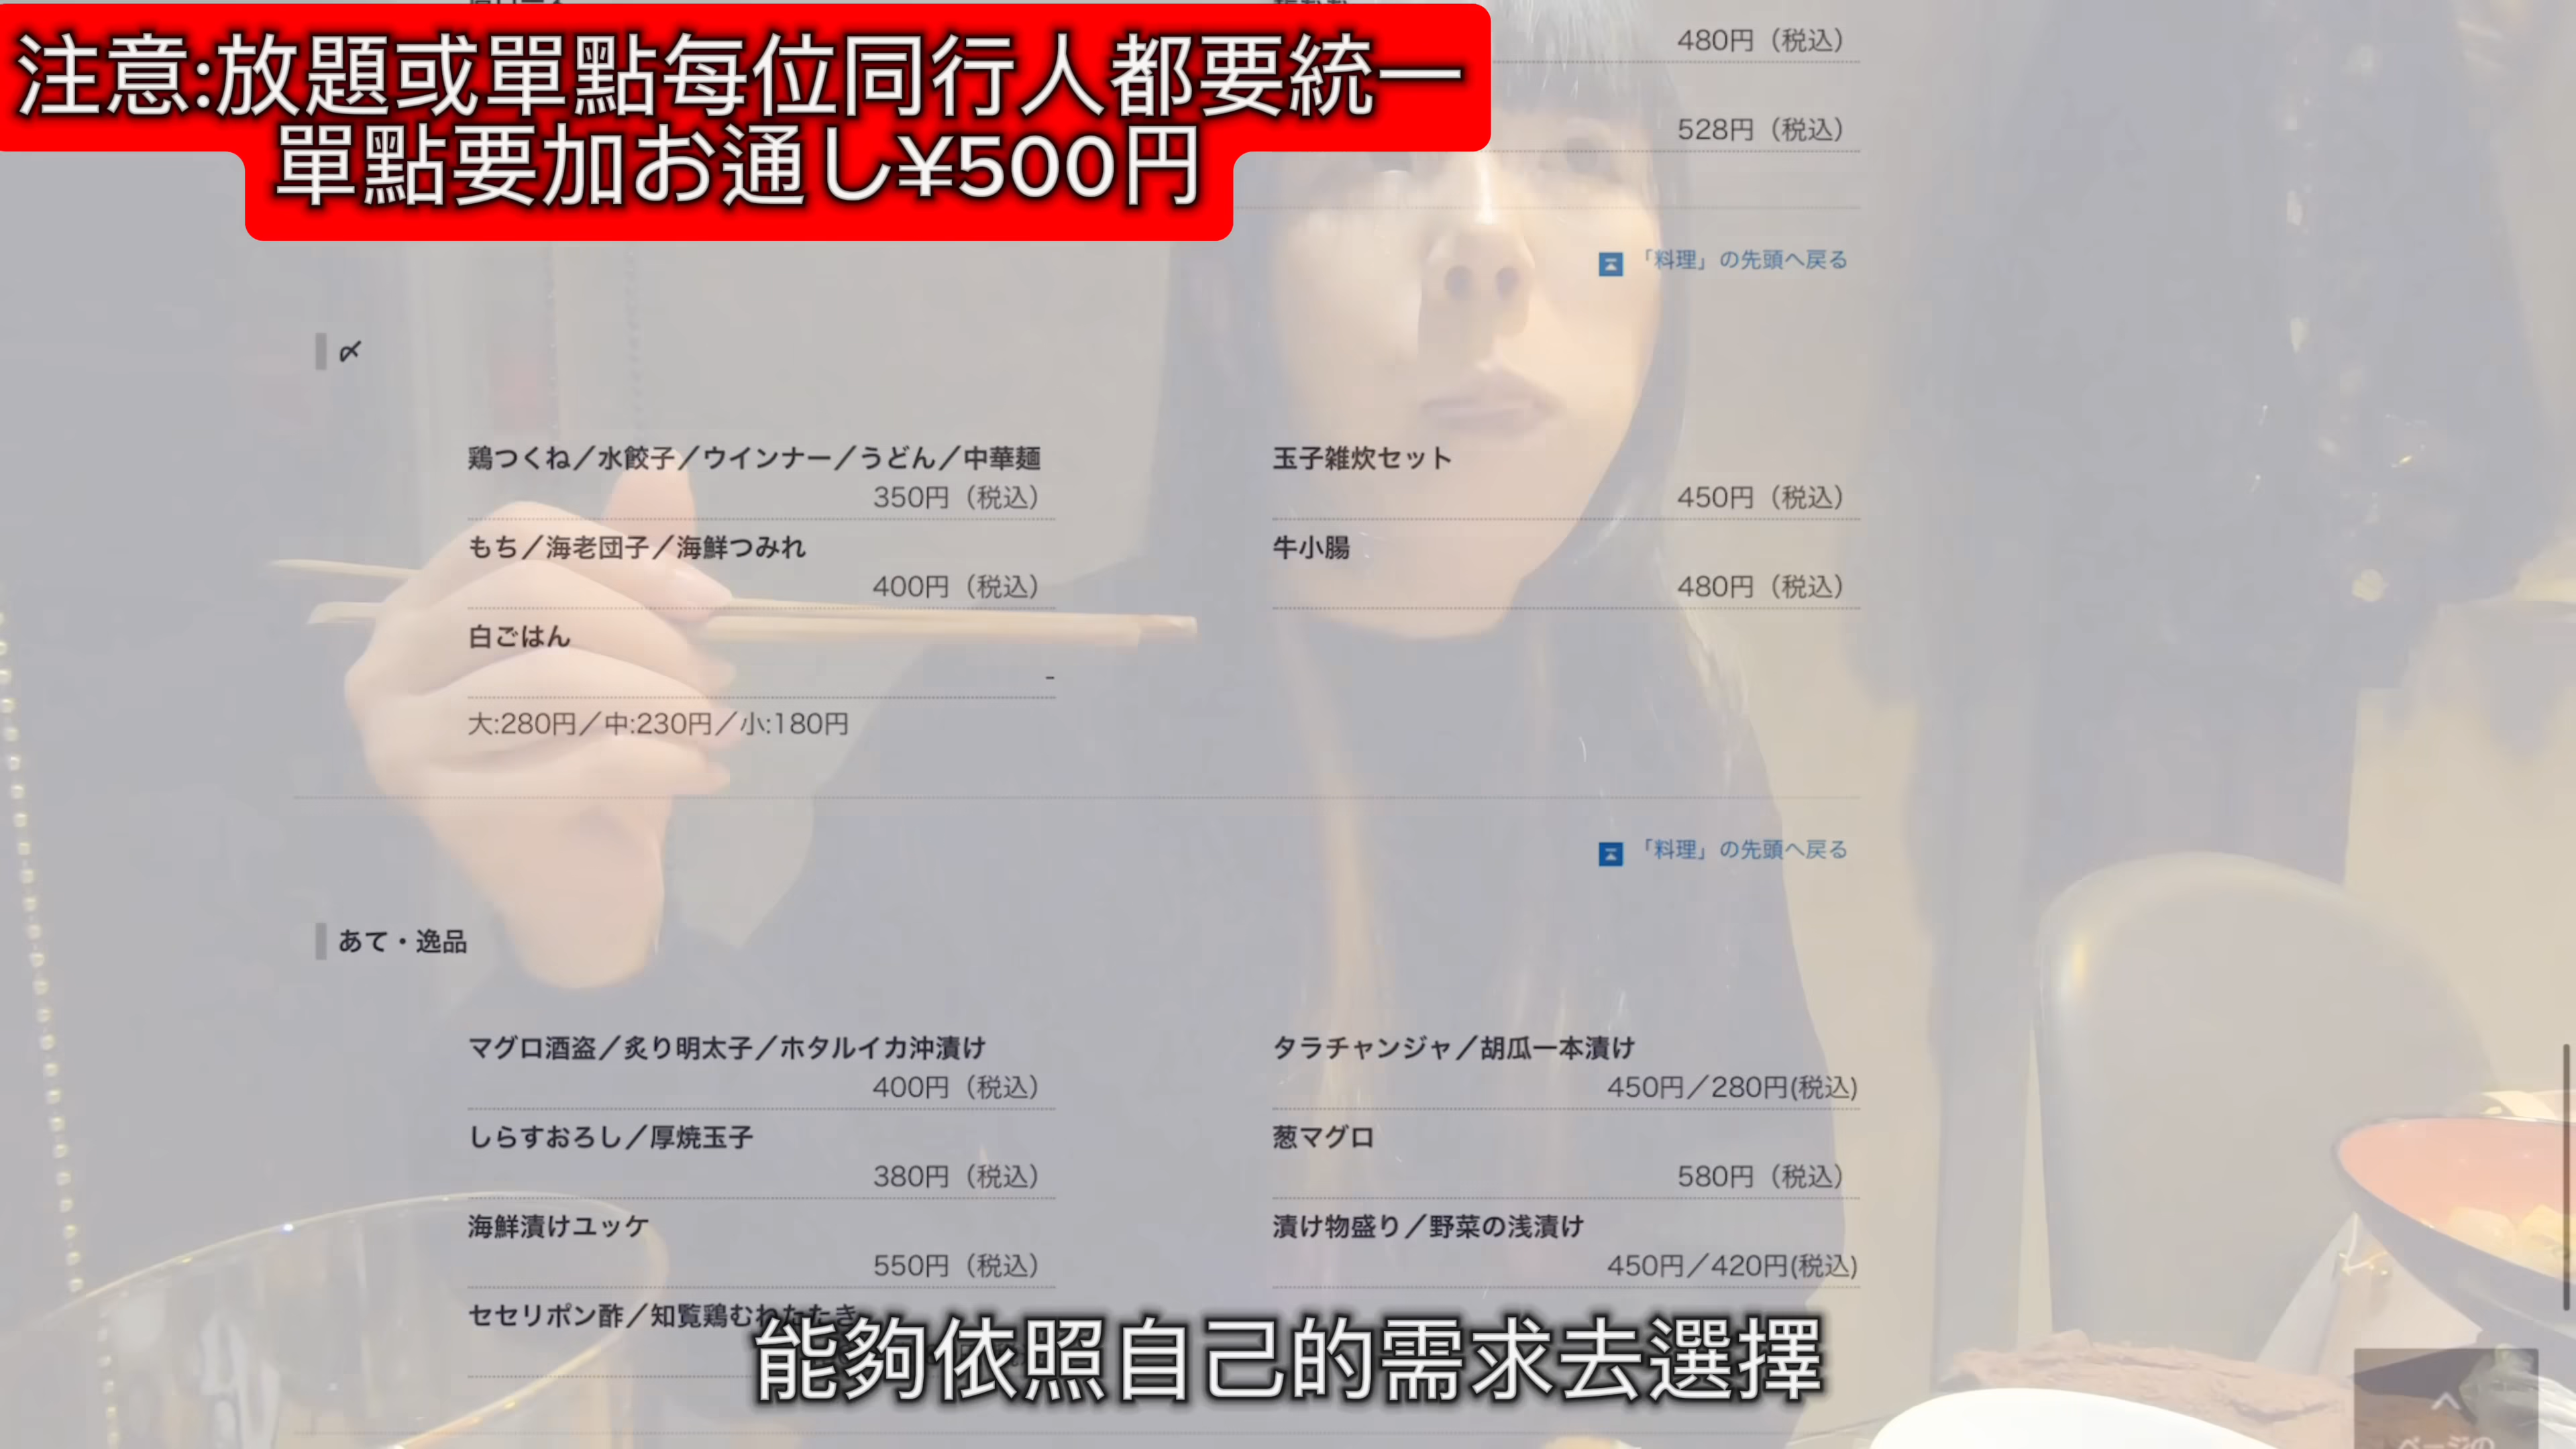 注意:放題或單點每位同行人都要統一
單點要加お通し¥500円
480円（税込）
528円（税込）
「料理」の先頭へ戻る
〆
鶏つくね／水餃子／ウインナー／うどん／中華麺
350円（税込）
玉子雑炊セット
450円（税込）
もち／海老団子／海鮮つみれ
400円（税込）
牛小腸
480円（税込）
白ごはん
-
大:280円／中:230円／小:180円
「料理」の先頭へ戻る
あて・逸品
マグロ酒盗／炙り明太子／ホタルイカ沖漬け
400円（税込）
タラチャンジャ／胡瓜一本漬け
450円／280円(税込)
しらすおろし／厚焼玉子
380円（税込）
葱マグロ
580円（税込）
海鮮漬けユッケ
550円（税込）
漬け物盛り／野菜の浅漬け
450円／420円(税込)
セセリポン酢／知覧鶏むねたたき
能夠依照自己的需求去選擇